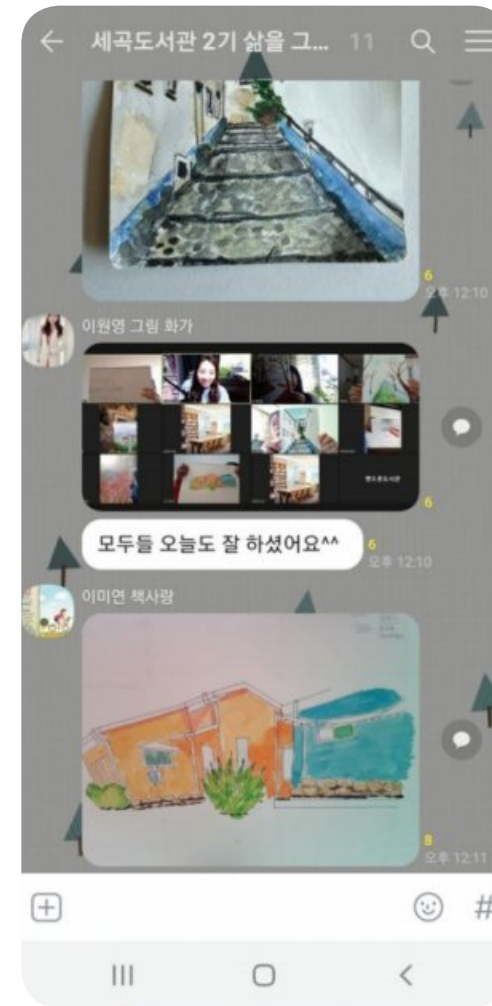 세곡도서관 2기 삶을 그... 11
6
오후 12:10
이원영 그림 화가
6
모두들 오늘도 잘 하셨어요^^
6
오후 12:10
이미연 책사랑
8
오후 12:11
#